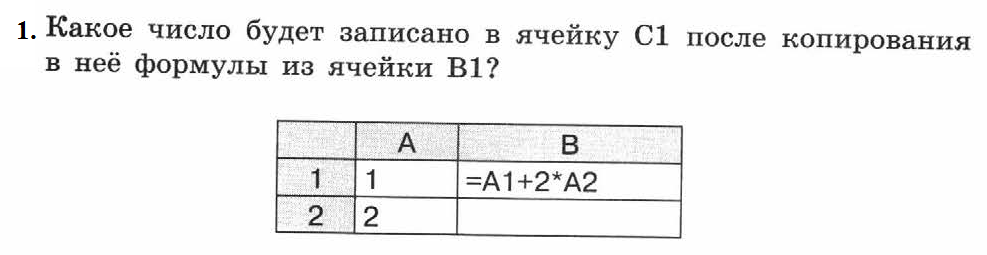 1. Какое число будет записано в ячейку C1 после копирования
в неё формулы из ячейки B1?
A B
1 1 =A1+2*A2
2 2